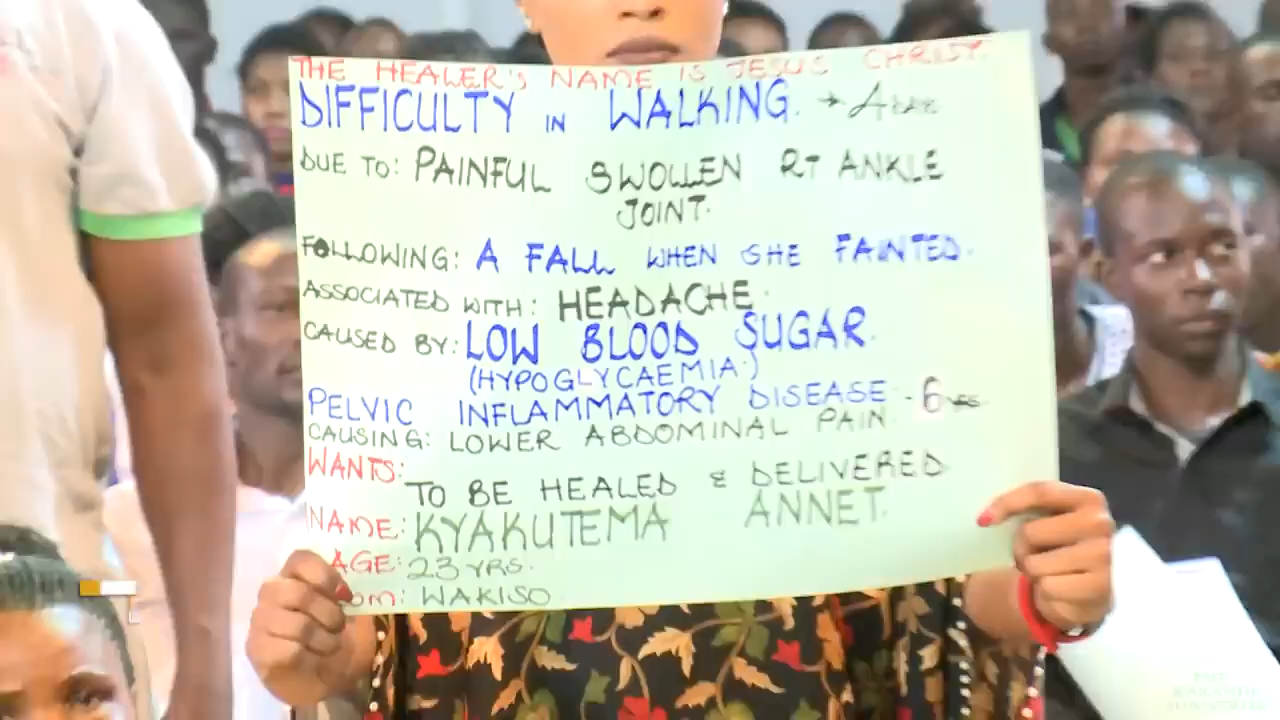 THE HEALER'S NAME IS JESUS CHRIST.
DIFFICULTY IN WALKING. →
DUE TO: PAINFUL SWOLLEN RT ANKLE
JOINT.
FOLLOWING: A FALL WHEN SHE FAINTED.
ASSOCIATED WITH: HEADACHE.
CAUSED BY: LOW BLOOD SUGAR.
(HYPOGLYCAEMIA.)
PELVIC INFLAMMATORY DISEASE - 6 YRS
CAUSING: LOWER ABDOMINAL PAIN.
WANTS:
TO BE HEALED & DELIVERED
NAME: KYAKUTEMA ANNET.
AGE: 23 YRS.
OM: WAKISO